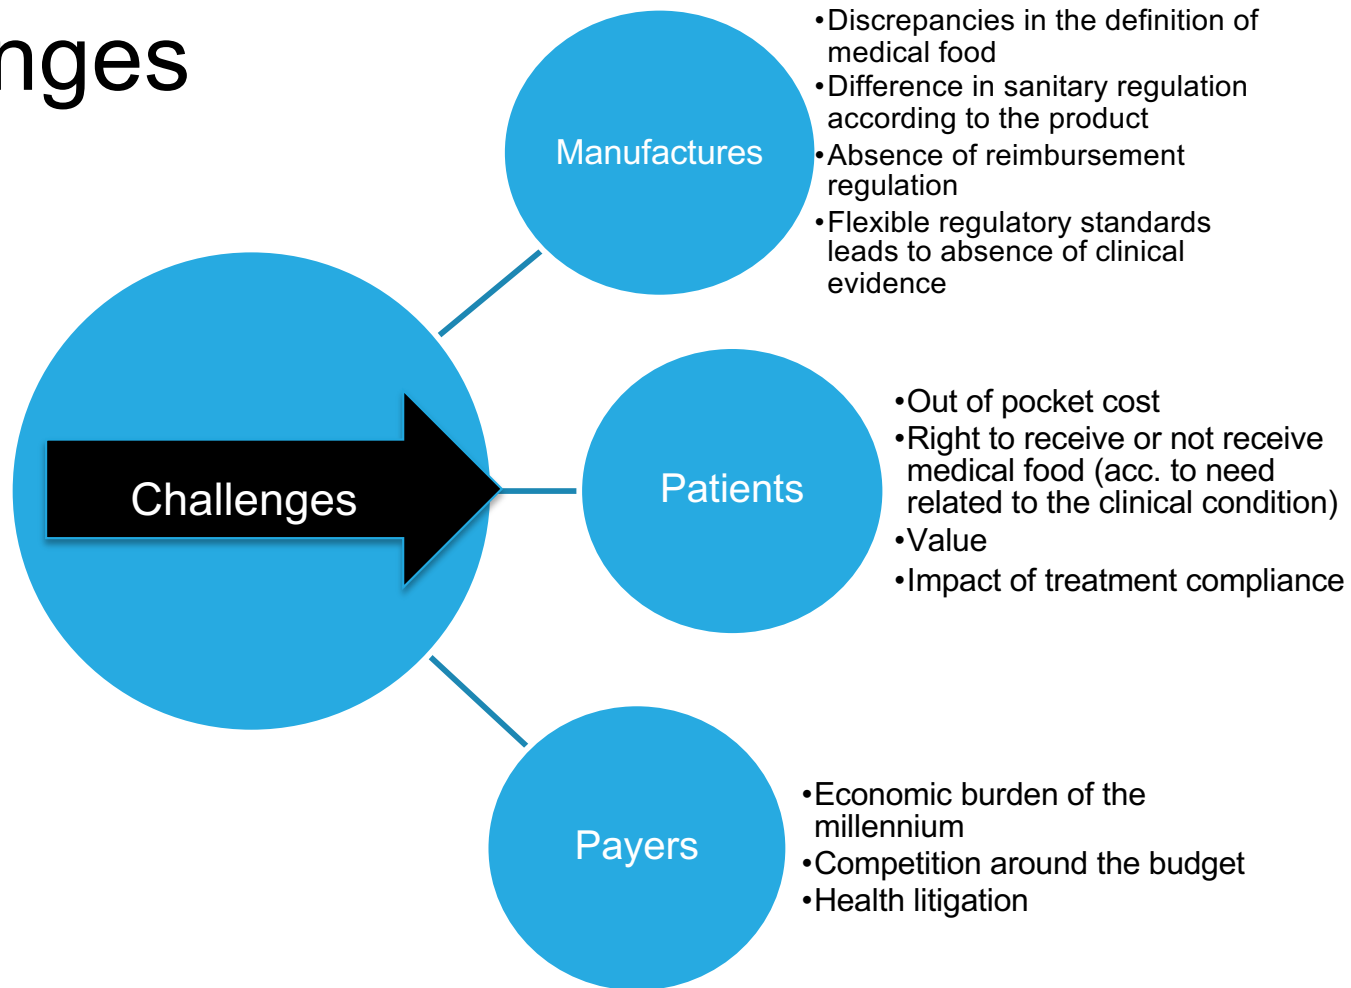 nges
Manufactures
•Discrepancies in the definition of
medical food
•Difference in sanitary regulation
according to the product
•Absence of reimbursement
regulation
•Flexible regulatory standards
leads to absence of clinical
evidence
Challenges
Patients
•Out of pocket cost
•Right to receive or not receive
medical food (acc. to need
related to the clinical condition)
•Value
•Impact of treatment compliance
Payers
•Economic burden of the
millennium
•Competition around the budget
•Health litigation